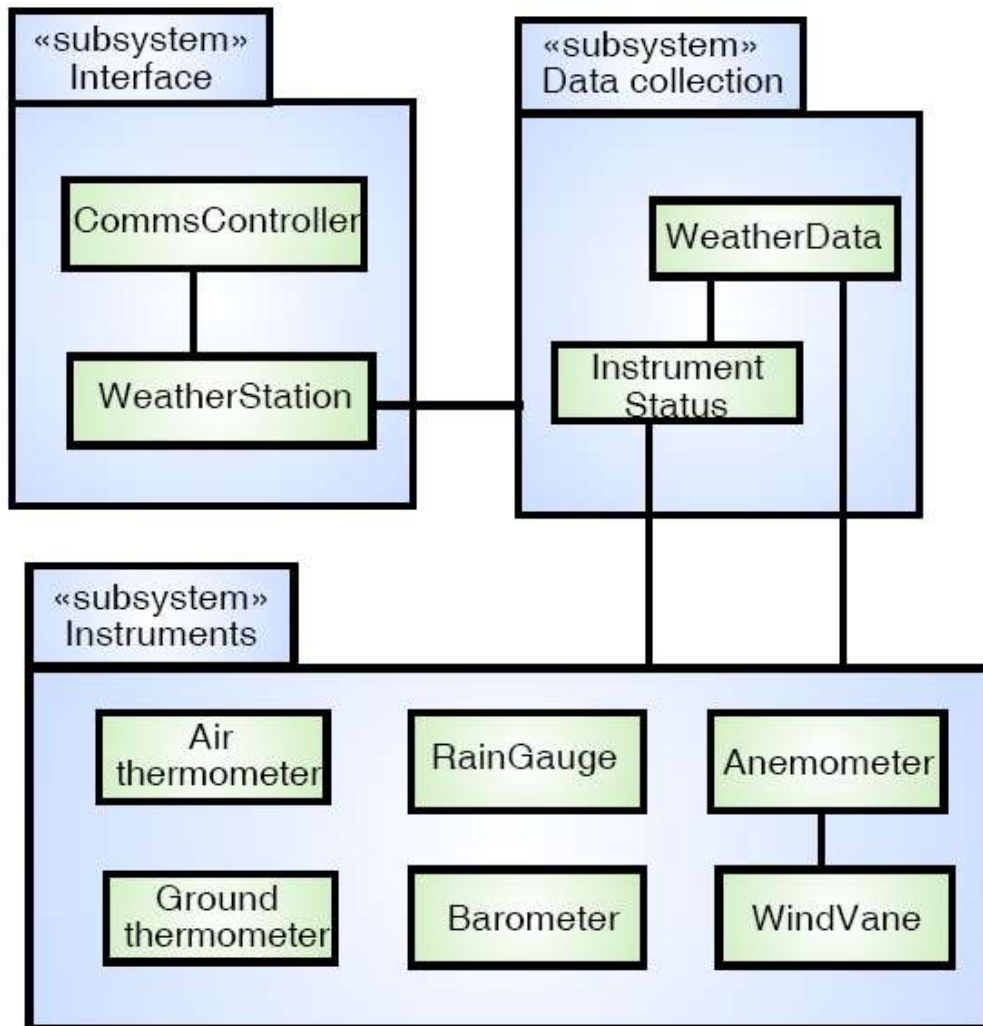 «subsystem»
Interface
CommsController
WeatherStation
«subsystem»
Data collection
WeatherData
Instrument
Status
«subsystem»
Instruments
Air
thermometer
RainGauge
Anemometer
Ground
thermometer
Barometer
WindVane